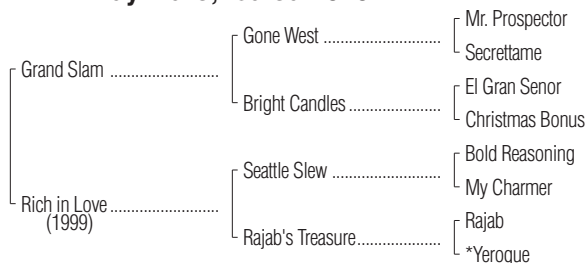 Mr. Prospector
Gone West
Secrettame
Grand Slam
El Gran Senor
Bright Candles
Christmas Bonus
Bold Reasoning
Seattle Slew
My Charmer
Rich in Love
(1999)
Rajab
Rajab's Treasure
*Yeroque